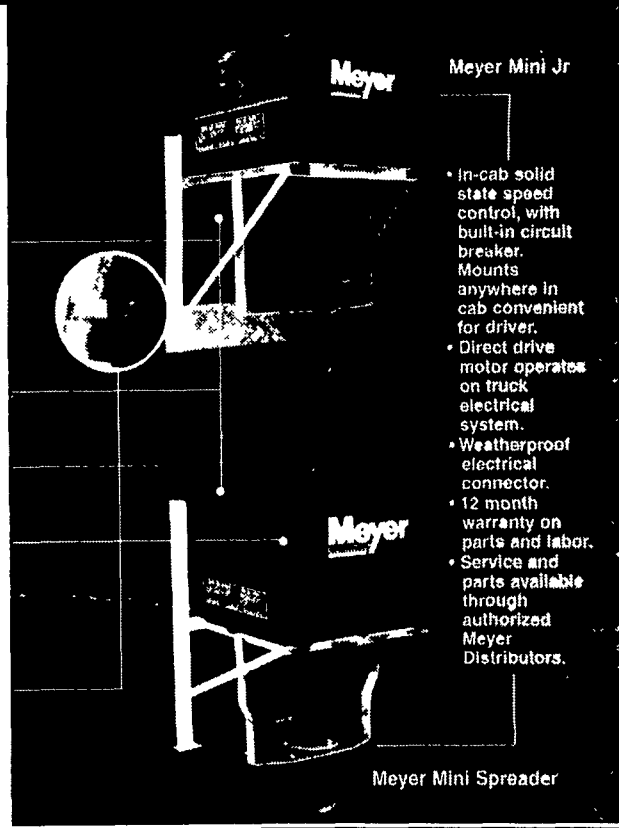 Meyer
Meyer Mini Jr
• In-cab solid
state speed
control, with
built-in circuit
breaker.
Mounts
anywhere in
cab convenient
for driver.
• Direct drive
motor operates
on truck
electrical
system.
• Weatherproof
electrical
connector.
• 12 month
warranty on
parts and labor.
• Service and
parts available
through
authorized
Meyer
Distributors.
Meyer
Meyer Mini Spreader